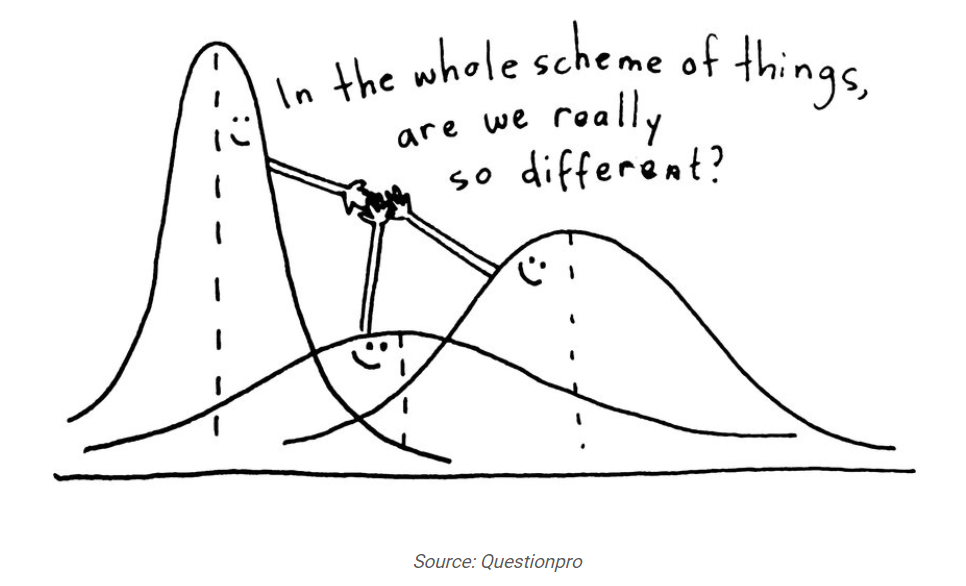 In the whole scheme of things,
are we really
so different?
Source: Questionpro